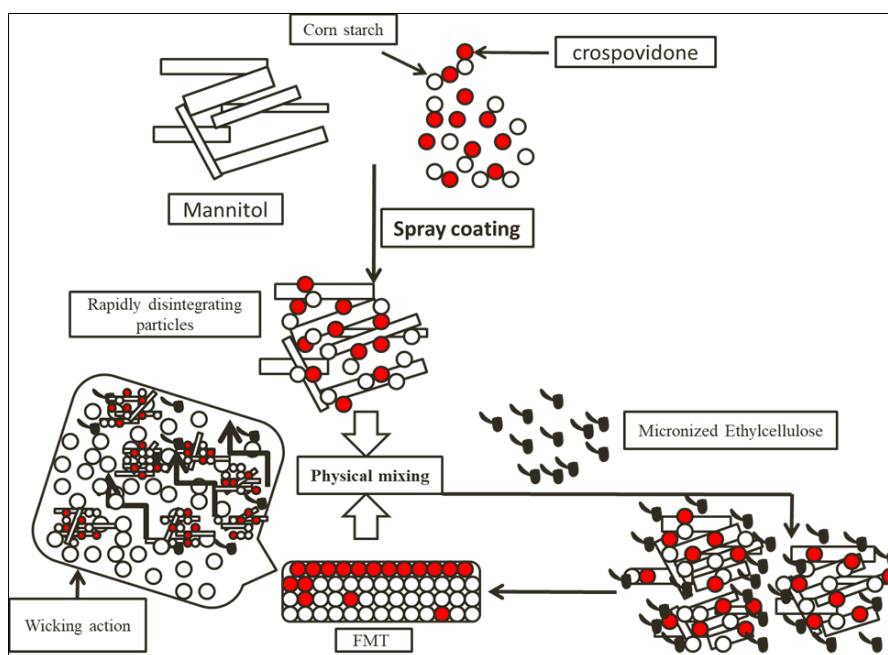 Corn starch
crospovidone
Mannitol
Spray coating
Rapidly disintegrating
particles
Micronized Ethylcellulose
Physical mixing
Wicking action
FMT